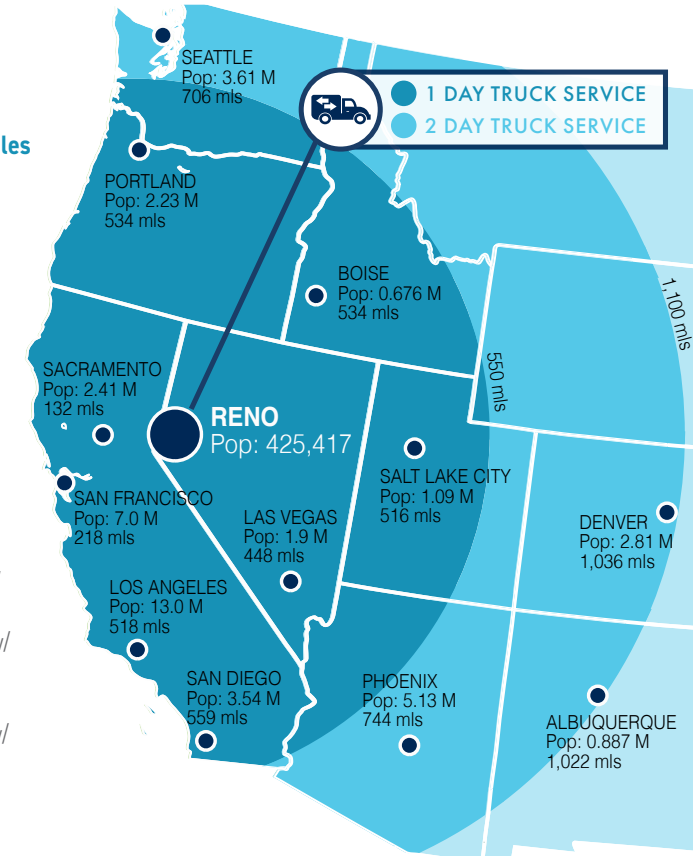 SEATTLE
Pop: 3.61 M
706 mls
1 DAY TRUCK SERVICE
2 DAY TRUCK SERVICE
les
PORTLAND
Pop: 2.23 M
534 mls
BOISE
Pop: 0.676 M
534 mls
1,100 mls
550 mls
SACRAMENTO
Pop: 2.41 M
132 mls
RENO
Pop: 425,417
SALT LAKE CITY
Pop: 1.09 M
516 mls
SAN FRANCISCO
Pop: 7.0 M
218 mls
LAS VEGAS
Pop: 1.9 M
448 mls
DENVER
Pop: 2.81 M
1,036 mls
LOS ANGELES
Pop: 13.0 M
518 mls
SAN DIEGO
Pop: 3.54 M
559 mls
PHOENIX
Pop: 5.13 M
744 mls
ALBUQUERQUE
Pop: 0.887 M
1,022 mls